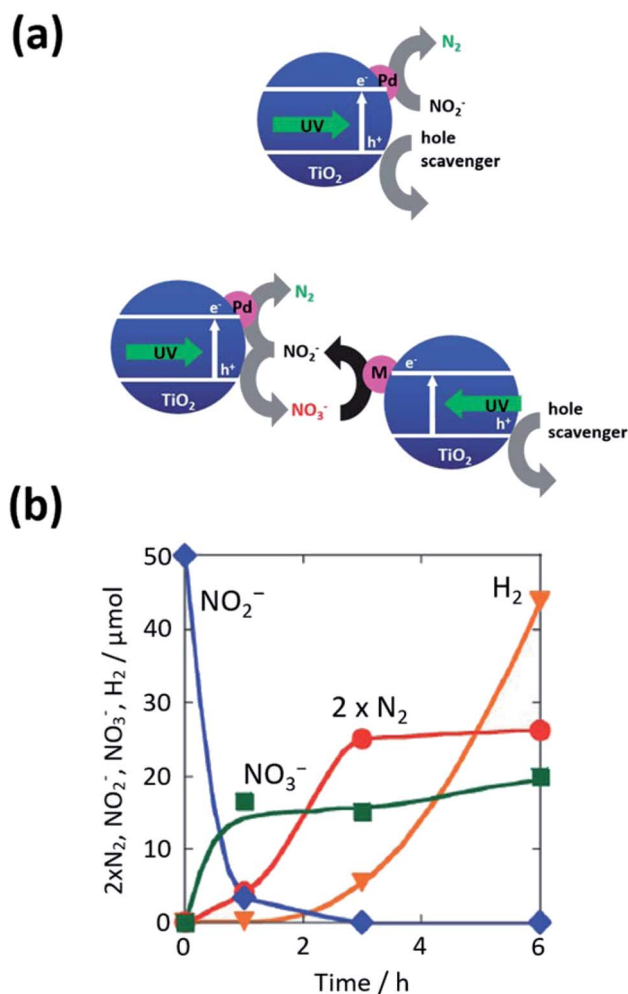 (a)
N₂
Pd
e⁻
NO₂⁻
UV
hole
scavenger
h⁺
TiO₂
N₂
Pd
e⁻
UV
NO₂⁻
h⁺
TiO₂
NO₃⁻
M
e⁻
UV
h⁺
hole
scavenger
TiO₂
(b)
2xN₂, NO₂⁻, NO₃⁻, H₂ / μmol
50
40
30
20
10
0
NO₂⁻
H₂
2 x N₂
NO₃⁻
0 2 4 6
Time / h